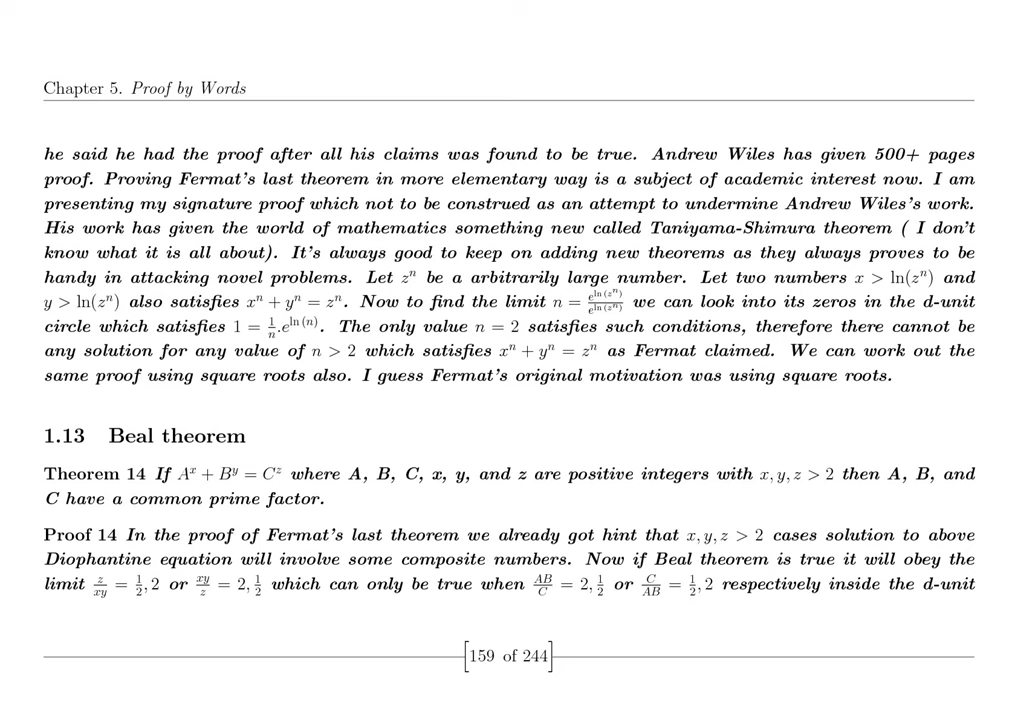 Chapter 5. Proof by Words
he said he had the proof after all his claims was found to be true. Andrew Wiles has given 500+ pages
proof. Proving Fermat's last theorem in more elementary way is a subject of academic interest now. I am
presenting my signature proof which not to be construed as an attempt to undermine Andrew Wiles's work.
His work has given the world of mathematics something new called Taniyama-Shimura theorem ( I don't
know what it is all about). It's always good to keep on adding new theorems as they always proves to be
handy in attacking novel problems. Let $z^n$ be a arbitrarily large number. Let two numbers $x > \ln(z^n)$ and
$y > \ln(z^n)$ also satisfies $x^n + y^n = z^n$. Now to find the limit $n = \frac{e^{\ln(z^n)}}{e^{\ln(z^n)}}$ we can look into its zeros in the d-unit
circle which satisfies $1 = \frac{1}{n}.e^{\ln(n)}$. The only value $n = 2$ satisfies such conditions, therefore there cannot be
any solution for any value of $n > 2$ which satisfies $x^n + y^n = z^n$ as Fermat claimed. We can work out the
same proof using square roots also. I guess Fermat's original motivation was using square roots.
1.13 Beal theorem
Theorem 14 If $A^x + B^y = C^z$ where A, B, C, x, y, and z are positive integers with $x, y, z > 2$ then A, B, and
C have a common prime factor.
Proof 14 In the proof of Fermat's last theorem we already got hint that $x, y, z > 2$ cases solution to above
Diophantine equation will involve some composite numbers. Now if Beal theorem is true it will obey the
limit $\frac{z}{xy} = \frac{1}{2}, 2$ or $\frac{xy}{z} = 2, \frac{1}{2}$ which can only be true when $\frac{AB}{C} = 2, \frac{1}{2}$ or $\frac{C}{AB} = \frac{1}{2}, 2$ respectively inside the d-unit
159 of 244